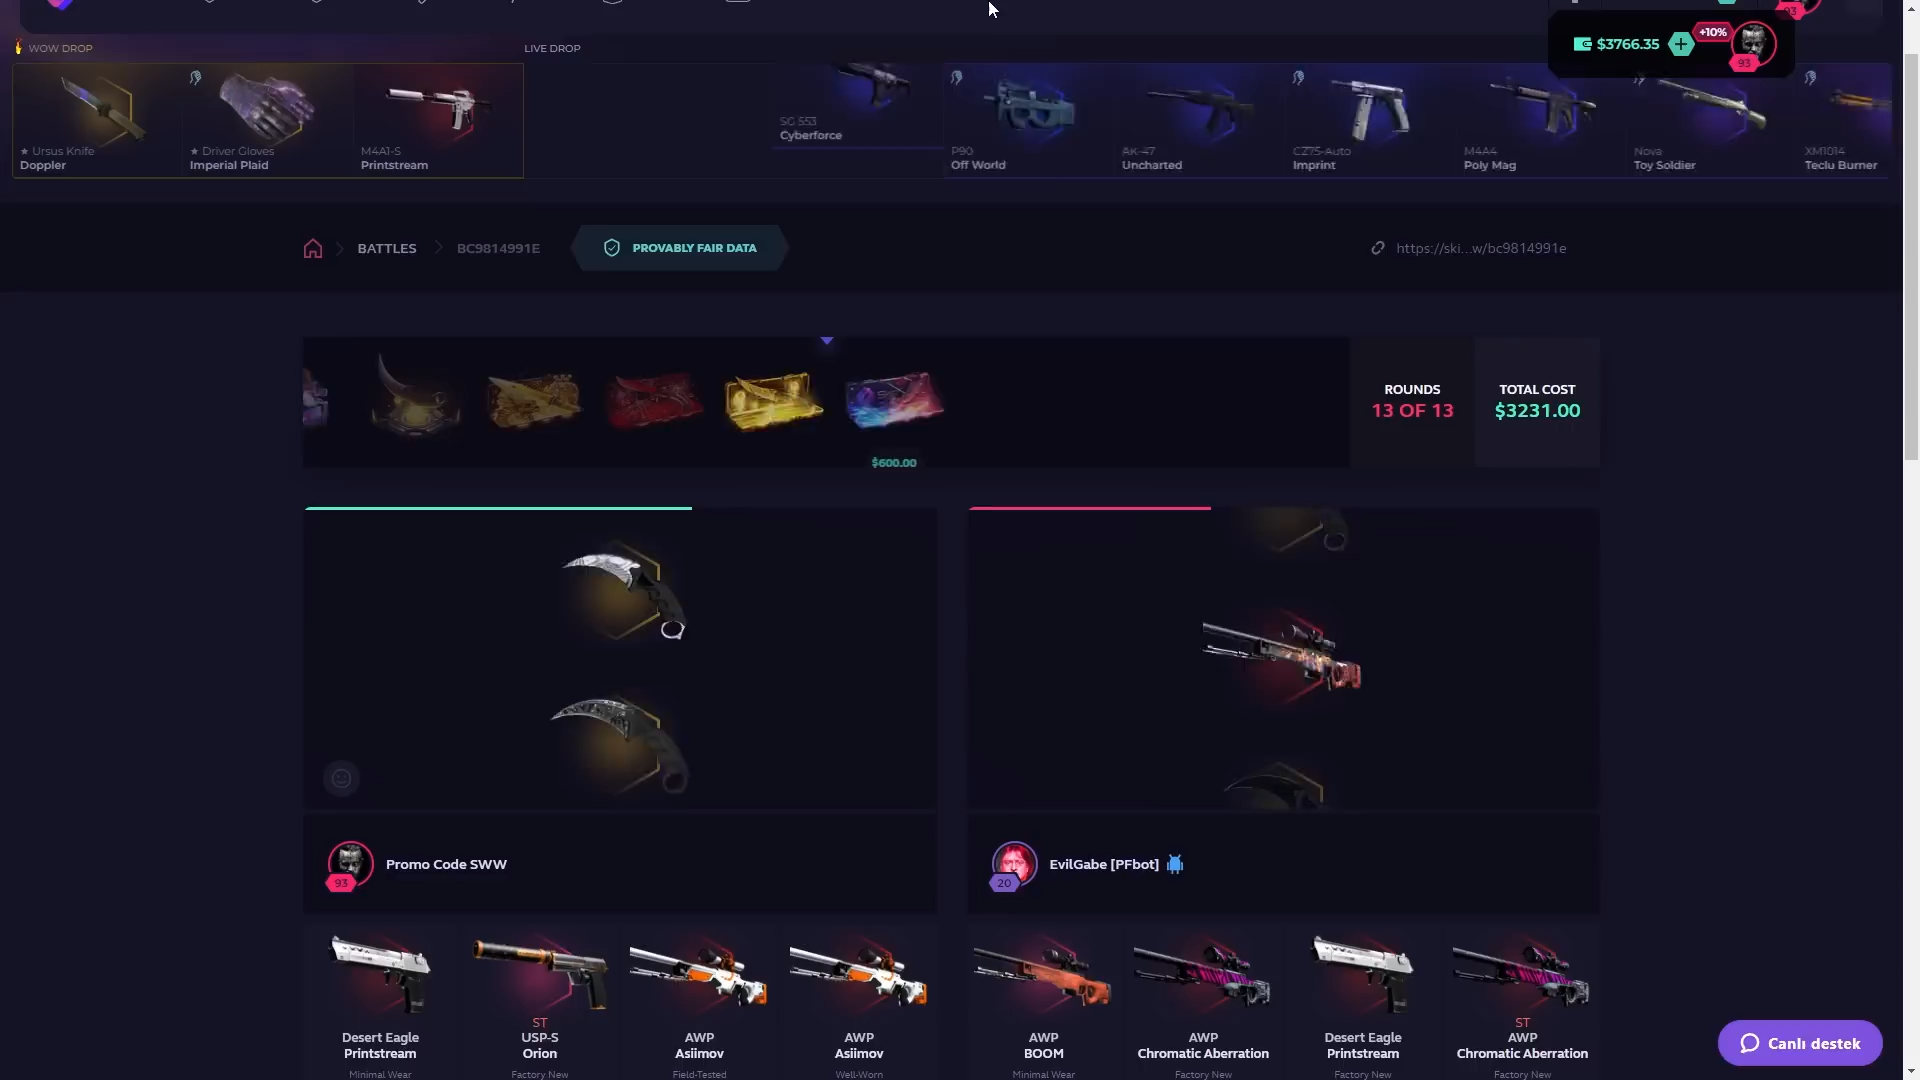 $3766.35
+10%
93
93
WOW DROP
LIVE DROP
★ Ursus Knife
Doppler
★ Driver Gloves
Imperial Plaid
M4A1-S
Printstream
SG 553
Cyberforce
P90
Off World
AK-47
Uncharted
CZ75-Auto
Imprint
M4A4
Poly Mag
Nova
Toy Soldier
XM1014
Teclu Burner
BATTLES
BC9814991E
PROVABLY FAIR DATA
https://ski...w/bc9814991e
ROUNDS
13 OF 13
TOTAL COST
$3231.00
$600.00
93
Promo Code SWW
20
EvilGabe [PFbot]
Desert Eagle
Printstream
Minimal Wear
ST
USP-S
Orion
Factory New
AWP
Asiimov
Field-Tested
AWP
Asiimov
Well-Worn
AWP
BOOM
Minimal Wear
AWP
Chromatic Aberration
Factory New
Desert Eagle
Printstream
Factory New
ST
AWP
Chromatic Aberration
Factory New
Canlı destek